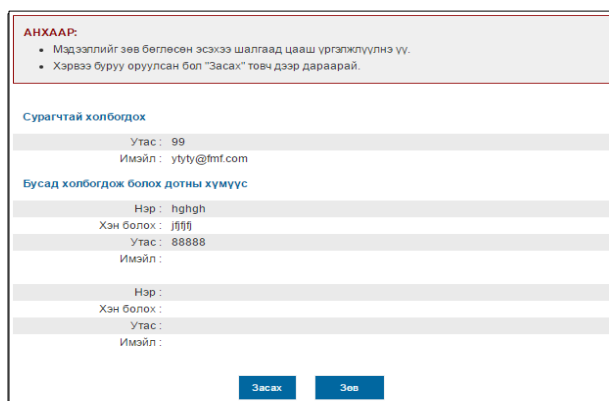 АНХААР:
Мэдээллийг зөв бөглөсөн эсэхээ шалгаад цааш үргэлжлүүлнэ үү.
Хэрвээ буруу оруулсан бол "Засах" товч дээр дараарай.
Сурагчтай холбогдох
Утас : 99
Имэйл : ytyty@fmf.com
Бусад холбогдож болох дотны хүмүүс
Нэр : hghgh
Хэн болох : jfjfjfj
Утас : 88888
Имэйл :
Нэр :
Хэн болох :
Утас :
Имэйл :
Засах Зөв